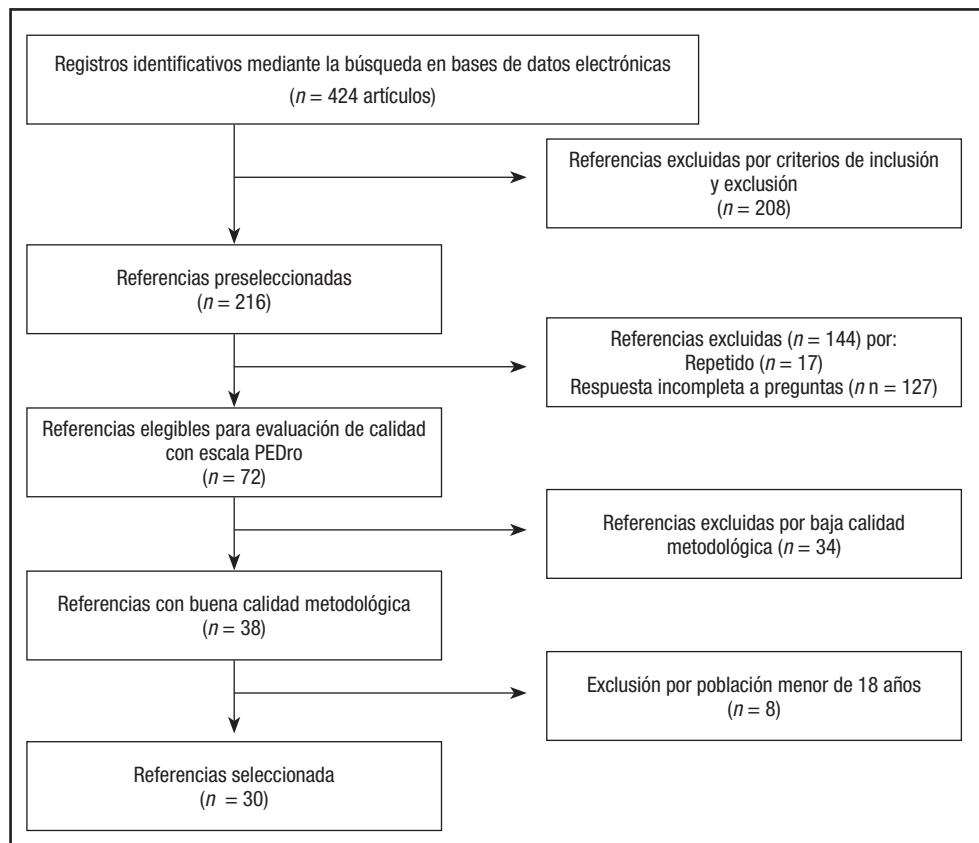 Registros identificativos mediante la búsqueda en bases de datos electrónicas
(n = 424 artículos)
Referencias excluidas por criterios de inclusión
y exclusión
(n = 208)
Referencias preseleccionadas
(n = 216)
Referencias excluidas (n = 144) por:
Repetido (n = 17)
Respuesta incompleta a preguntas (n n = 127)
Referencias elegibles para evaluación de calidad
con escala PEDro
(n = 72)
Referencias excluidas por baja calidad
metodológica (n = 34)
Referencias con buena calidad metodológica
(n = 38)
Exclusión por población menor de 18 años
(n = 8)
Referencias seleccionada
(n = 30)